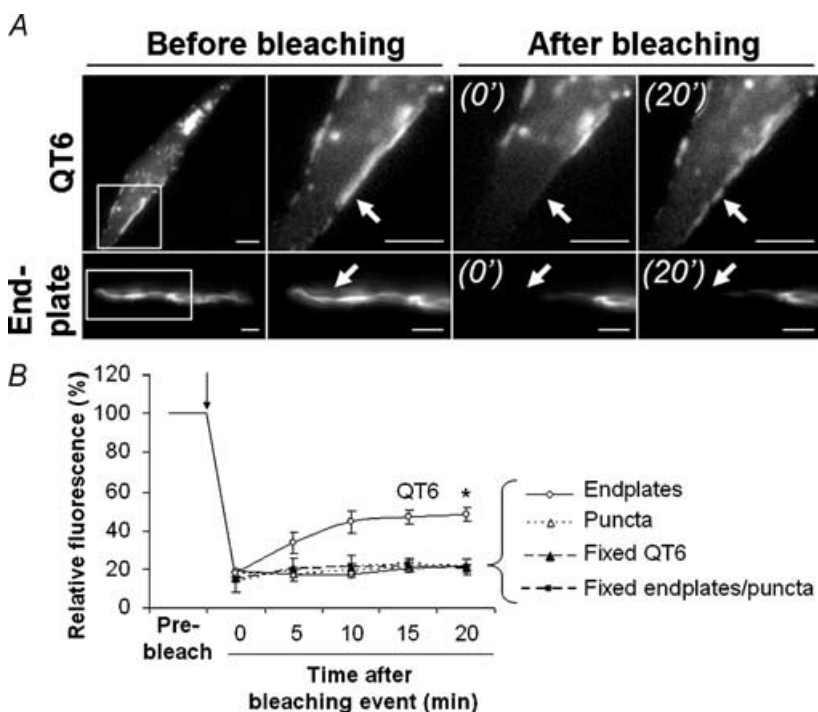 A
Before bleaching
After bleaching
QT6
(0')
(20')
End-
plate
(0')
(20')
B
Relative fluorescence (%)
120
100
80
60
40
20
0
QT6
*
Endplates
Puncta
Fixed QT6
Fixed endplates/puncta
Pre-
bleach
0 5 10 15 20
Time after
bleaching event (min)